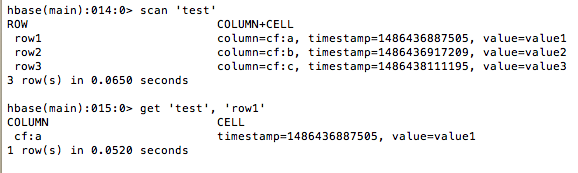 hbase(main):014:0> scan 'test'
ROW COLUMN+CELL
row1 column=cf:a, timestamp=1486436887505, value=value1
row2 column=cf:b, timestamp=1486436917209, value=value2
row3 column=cf:c, timestamp=1486438111195, value=value3
3 row(s) in 0.0650 seconds
hbase(main):015:0> get 'test', 'row1'
COLUMN CELL
cf:a timestamp=1486436887505, value=value1
1 row(s) in 0.0520 seconds